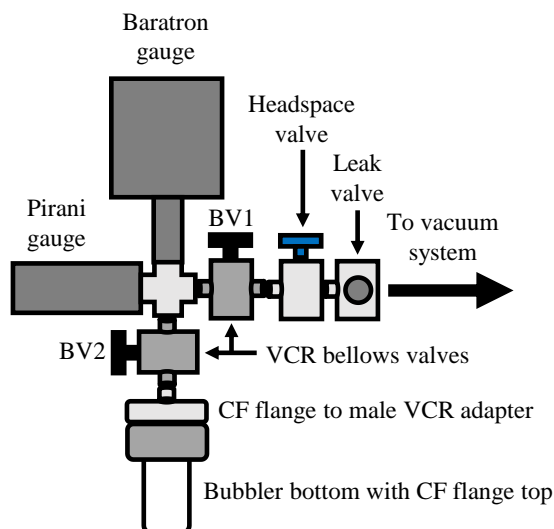 Baratron
gauge
Headspace
valve
Leak
valve
Pirani
gauge
BV1
To vacuum
system
BV2
VCR bellows valves
CF flange to male VCR adapter
Bubbler bottom with CF flange top